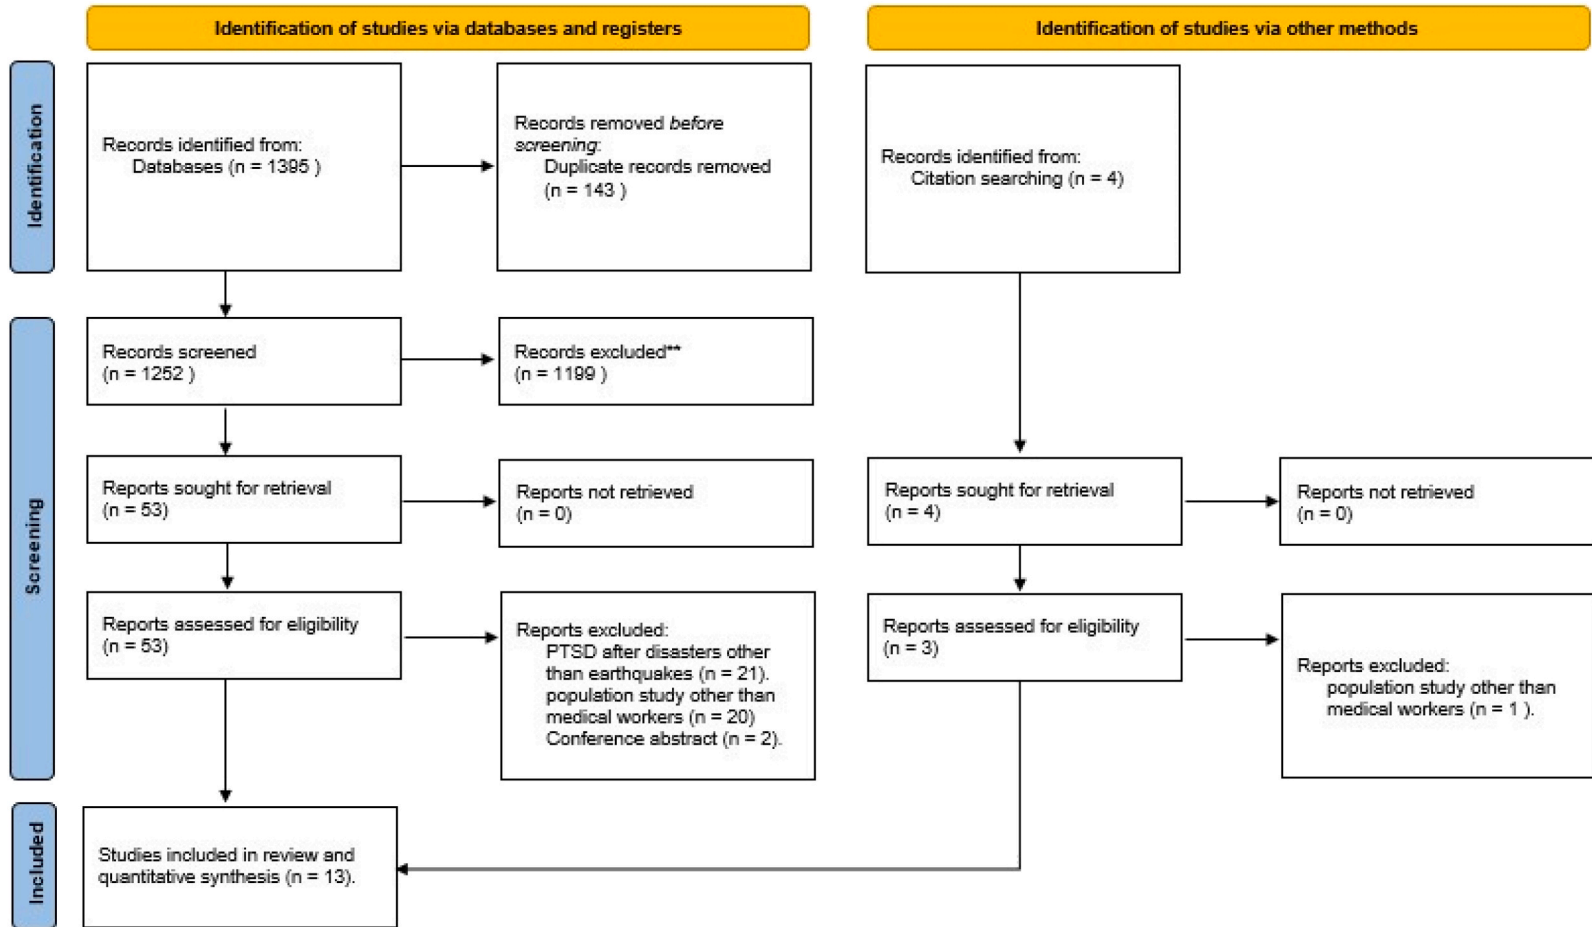 Identification of studies via databases and registers
Identification of studies via other methods
Identification
Records identified from:
Databases (n = 1395 )
Records removed before
screening:
Duplicate records removed
(n = 143 )
Records identified from:
Citation searching (n = 4)
Screening
Records screened
(n = 1252 )
Records excluded**
(n = 1199 )
Reports sought for retrieval
(n = 53)
Reports not retrieved
(n = 0)
Reports sought for retrieval
(n = 4)
Reports not retrieved
(n = 0)
Reports assessed for eligibility
(n = 53)
Reports excluded:
PTSD after disasters other
than earthquakes (n = 21).
population study other than
medical workers (n = 20)
Conference abstract (n = 2).
Reports assessed for eligibility
(n = 3)
Reports excluded:
population study other than
medical workers (n = 1 ).
Included
Studies included in review and
quantitative synthesis (n = 13).